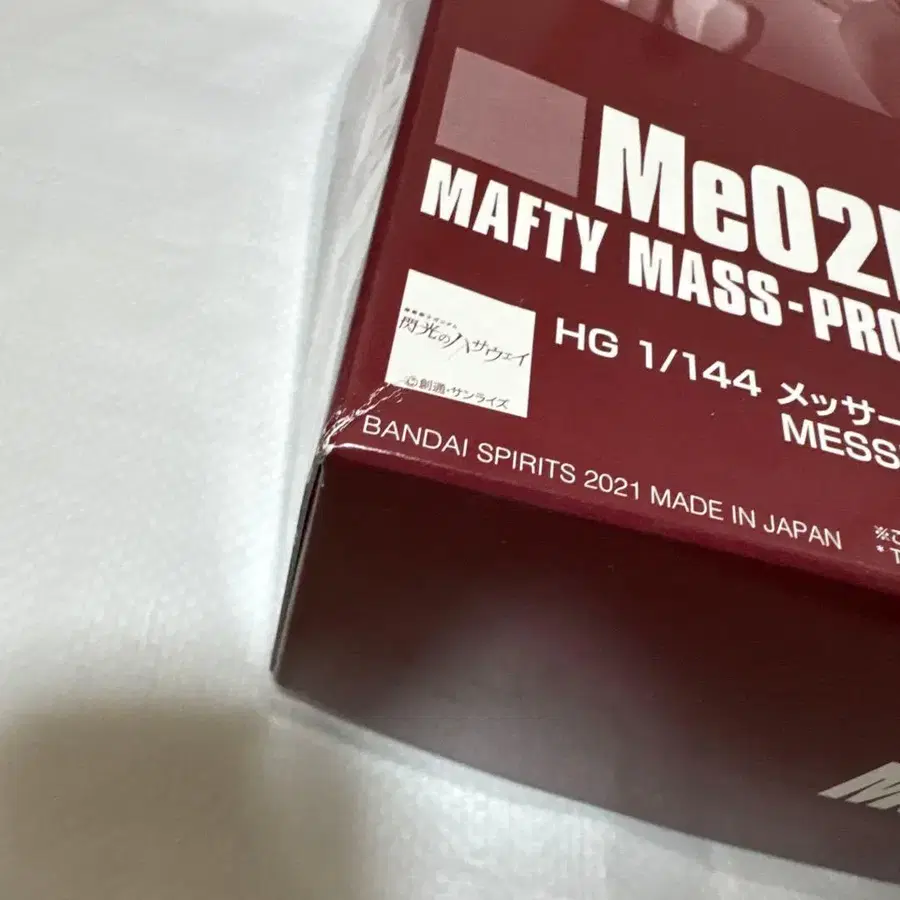 Me02
MAFTY MASS-PRO
閃光のハサウェイ
©創通・サンライズ
HG 1/144 メッサー
MESS
BANDAI SPIRITS 2021 MADE IN JAPAN
※こ
* T
M